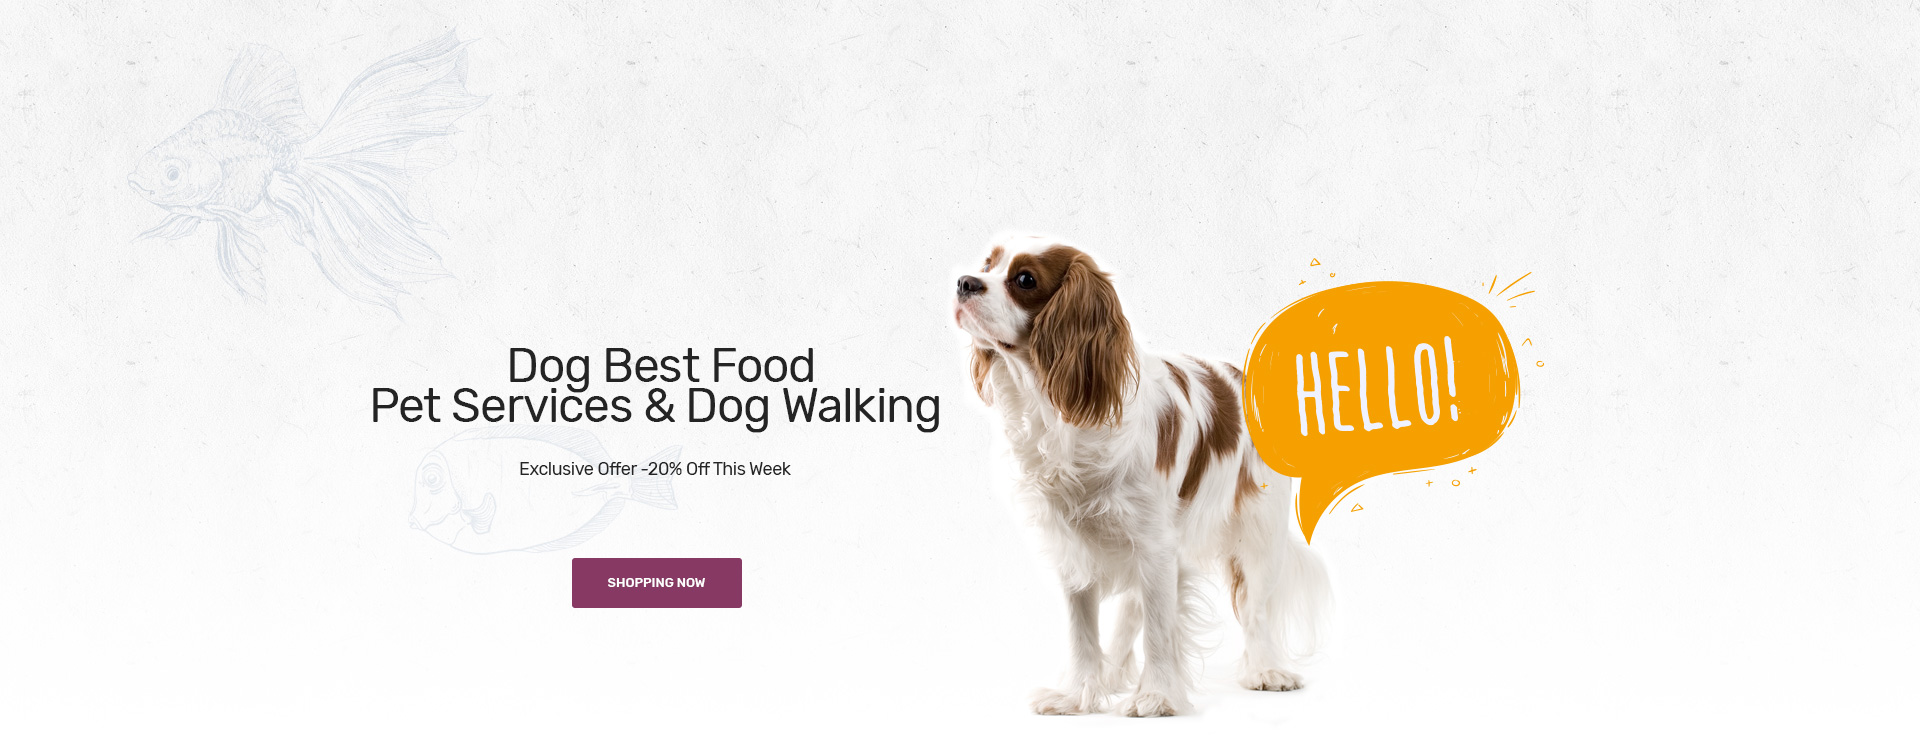 Dog Best Food
Pet Services & Dog Walking
Exclusive Offer -20% Off This Week
SHOPPING NOW
HELLO!